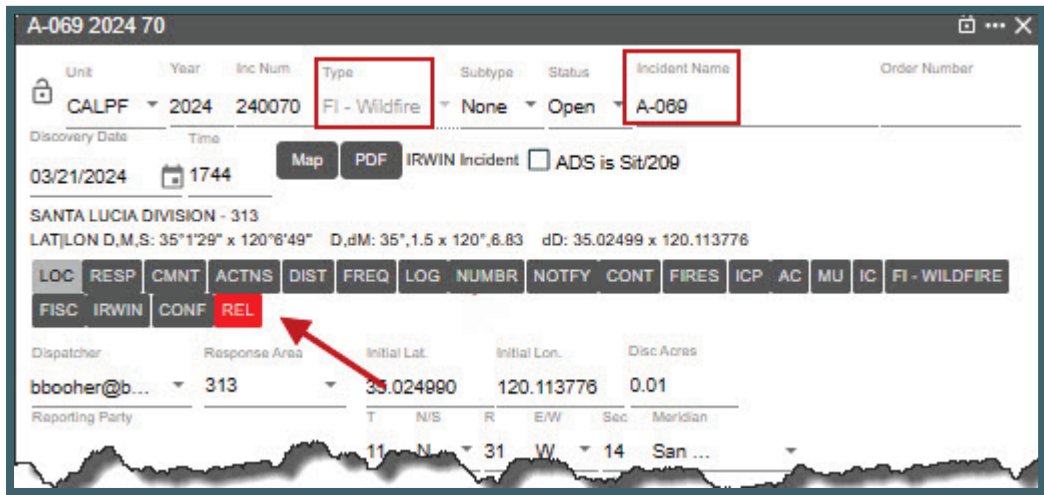 A-069 2024 70
Unit Year Inc Num Type Subtype Status Incident Name Order Number
CALPF 2024 240070 FI - Wildfire None Open A-069
Discovery Date Time
03/21/2024 1744 Map PDF IRWIN Incident ADS is Sit/209
SANTA LUCIA DIVISION - 313
LAT|LON D,M,S: 35°1'29" x 120°6'49" D,dM: 35°,1.5 x 120°,6.83 dD: 35.02499 x 120.113776
LOC RESP CMNT ACTNS DIST FREQ LOG NUMBR NOTFY CONT FIRES ICP AC MU IC FI - WILDFIRE
FISC IRWIN CONF REL
Dispatcher Response Area Initial Lat. Initial Lon. Disc Acres
bbooher@b... 313 35.024990 120.113776 0.01
Reporting Party T N/S R E/W Sec Meridian
11 N 31 W 14 San ...